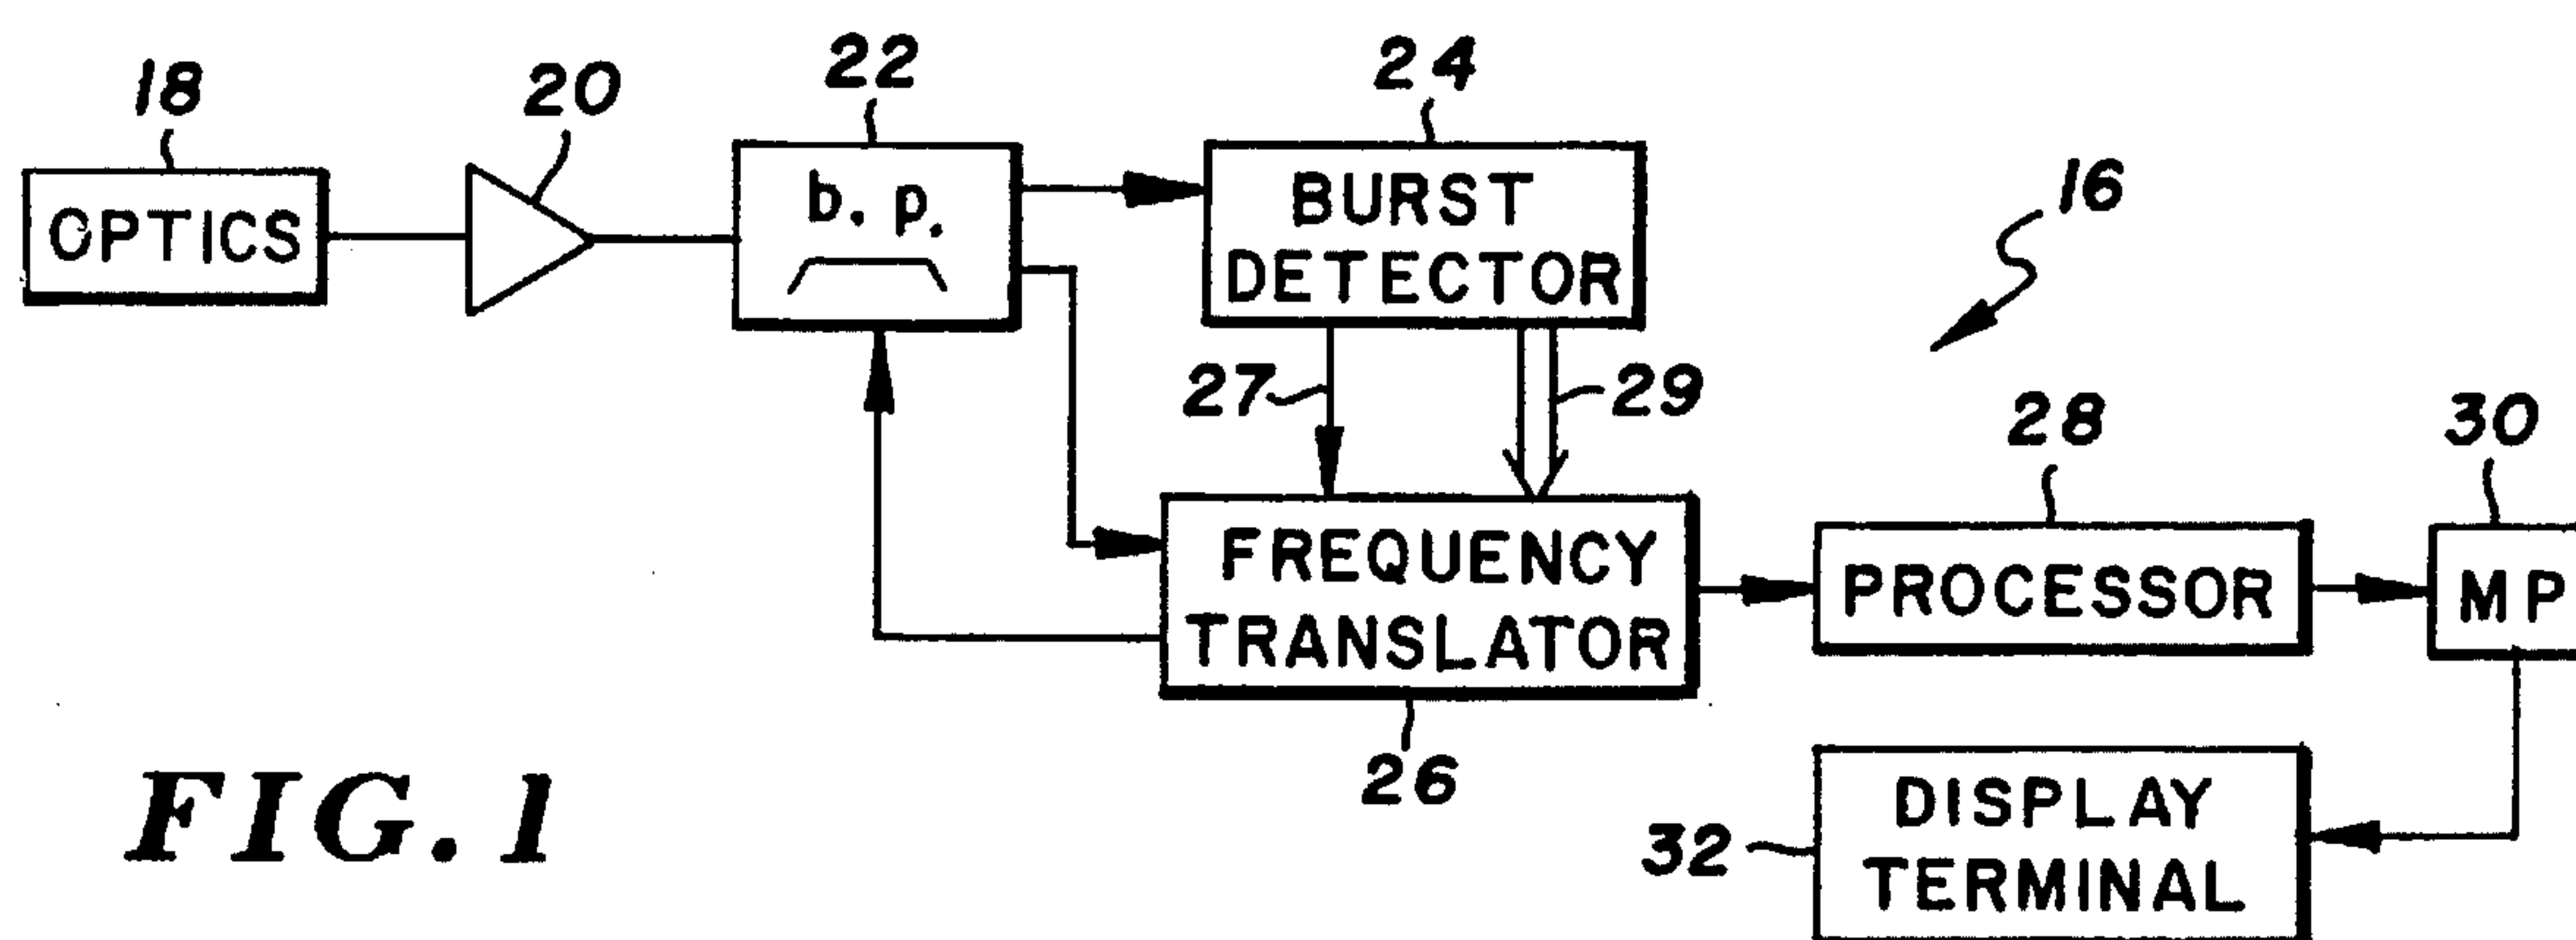 18
20
22
24
16
OPTICS
b. p.
BURST
DETECTOR
27
29
28
30
FREQUENCY
TRANSLATOR
PROCESSOR
MP
26
32
DISPLAY
TERMINAL
FIG. 1